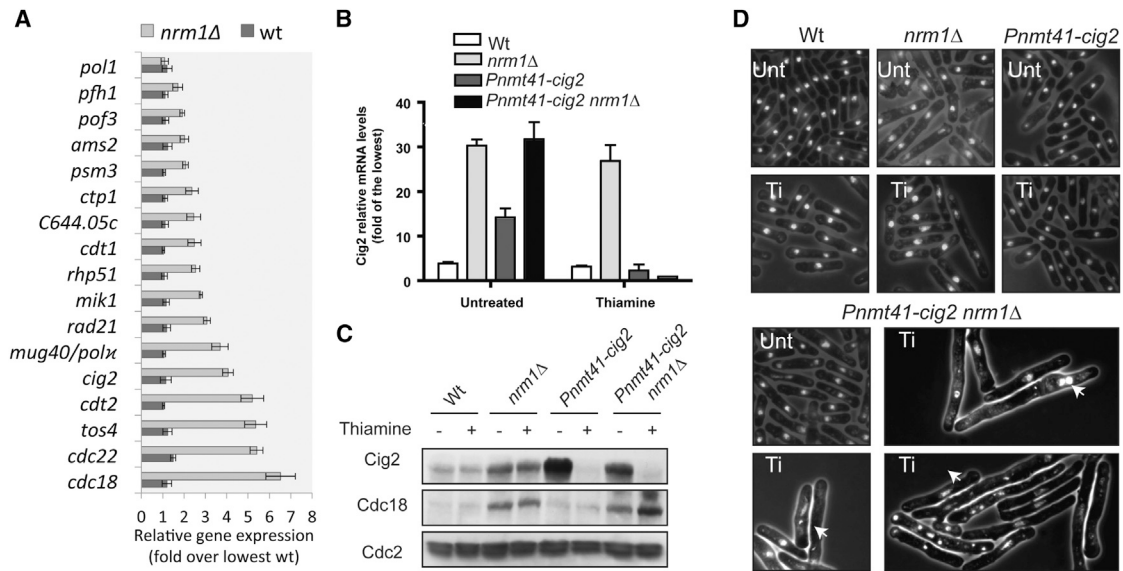 A
nrm1Δ wt
pol1
pfh1
pof3
ams2
psm3
ctp1
C644.05c
cdt1
rhp51
mik1
rad21
mug40/polϰ
cig2
cdt2
tos4
cdc22
cdc18
0 1 2 3 4 5 6 7 8
Relative gene expression
(fold over lowest wt)
B
Wt
nrm1Δ
Pnmt41-cig2
Pnmt41-cig2 nrm1Δ
Cig2 relative mRNA levels
(fold of the lowest)
40
30
20
10
0
Untreated Thiamine
C
Wt nrm1Δ Pnmt41-cig2 Pnmt41-cig2
nrm1Δ
Thiamine - + - + - + - +
Cig2
Cdc18
Cdc2
D
Wt nrm1Δ Pnmt41-cig2
Unt Unt Unt
Ti Ti Ti
Pnmt41-cig2 nrm1Δ
Unt Ti
Ti Ti